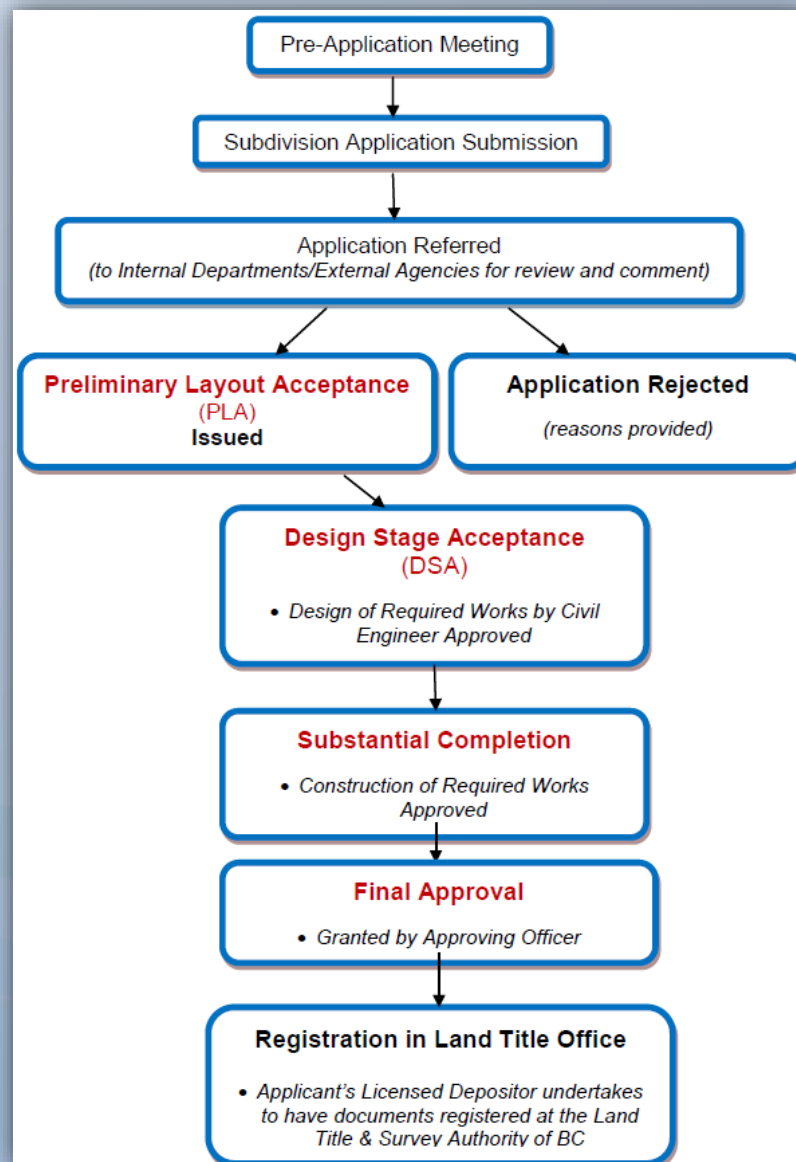 Pre-Application Meeting
Subdivision Application Submission
Application Referred
(to Internal Departments/External Agencies for review and comment)
Preliminary Layout Acceptance
(PLA)
Issued
Application Rejected
(reasons provided)
Design Stage Acceptance
(DSA)
• Design of Required Works by Civil
Engineer Approved
Substantial Completion
• Construction of Required Works
Approved
Final Approval
• Granted by Approving Officer
Registration in Land Title Office
• Applicant's Licensed Depositor undertakes
to have documents registered at the Land
Title & Survey Authority of BC